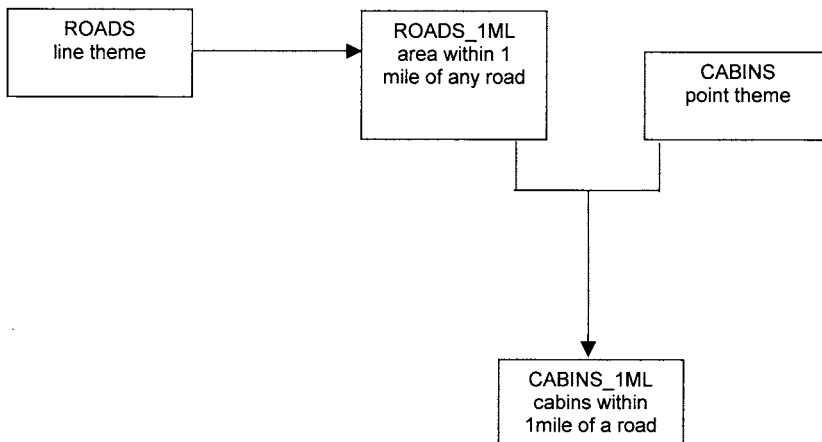 ROADS
line theme
ROADS_1ML
area within 1
mile of any road
CABINS
point theme
CABINS_1ML
cabins within
1mile of a road